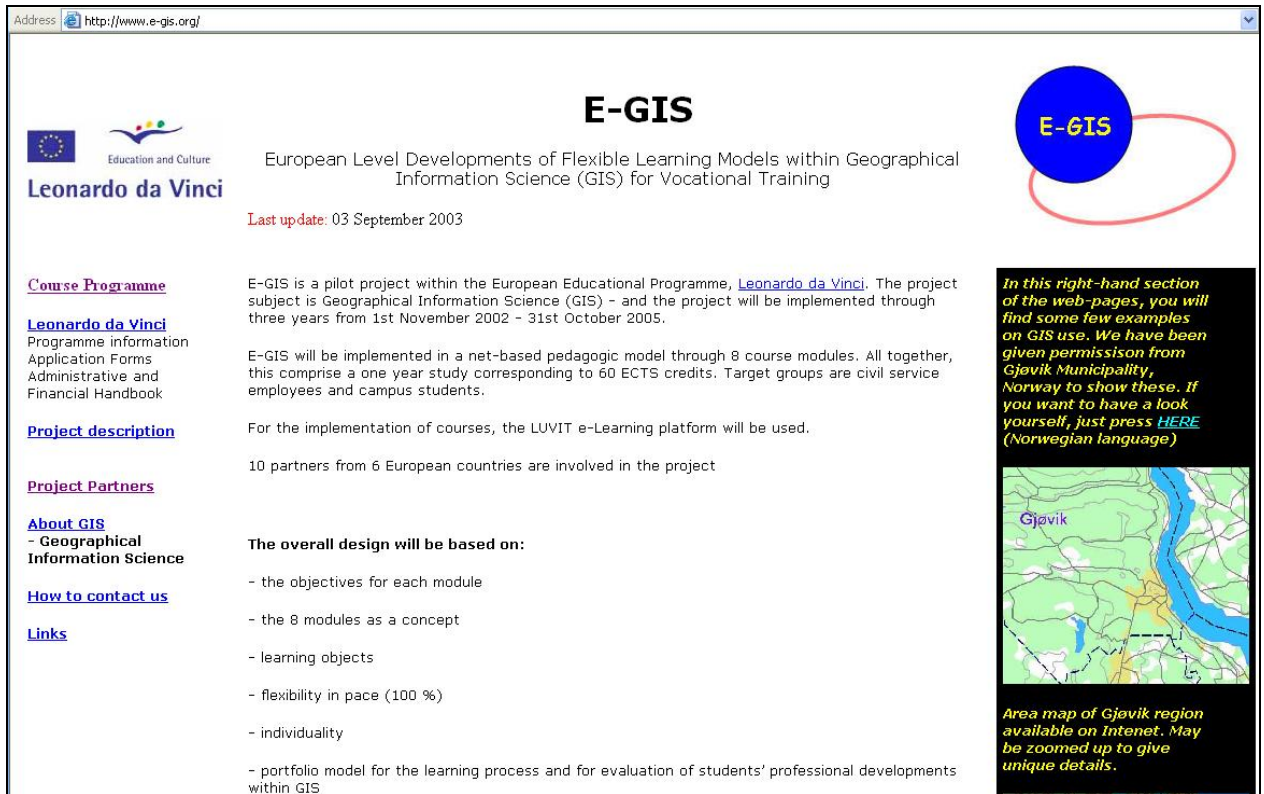 Address http://www.e-gis.org/
E-GIS
European Level Developments of Flexible Learning Models within Geographical
Information Science (GIS) for Vocational Training
Last update: 03 September 2003
Education and Culture
Leonardo da Vinci
E-GIS
Course Programme
Leonardo da Vinci
Programme information
Application Forms
Administrative and
Financial Handbook
Project description
Project Partners
About GIS
- Geographical
Information Science
How to contact us
Links
E-GIS is a pilot project within the European Educational Programme, Leonardo da Vinci. The project
subject is Geographical Information Science (GIS) - and the project will be implemented through
three years from 1st November 2002 - 31st October 2005.
E-GIS will be implemented in a net-based pedagogic model through 8 course modules. All together,
this comprise a one year study corresponding to 60 ECTS credits. Target groups are civil service
employees and campus students.
For the implementation of courses, the LUVIT e-Learning platform will be used.
10 partners from 6 European countries are involved in the project
The overall design will be based on:
- the objectives for each module
- the 8 modules as a concept
- learning objects
- flexibility in pace (100 %)
- individuality
- portfolio model for the learning process and for evaluation of students' professional developments
within GIS
In this right-hand section
of the web-pages, you will
find some few examples
on GIS use. We have been
given permissison from
Gjøvik Municipality,
Norway to show these. If
you want to have a look
yourself, just press HERE
(Norwegian language)
Gjøvik
Area map of Gjøvik region
available on Intenet. May
be zoomed up to give
unique details.